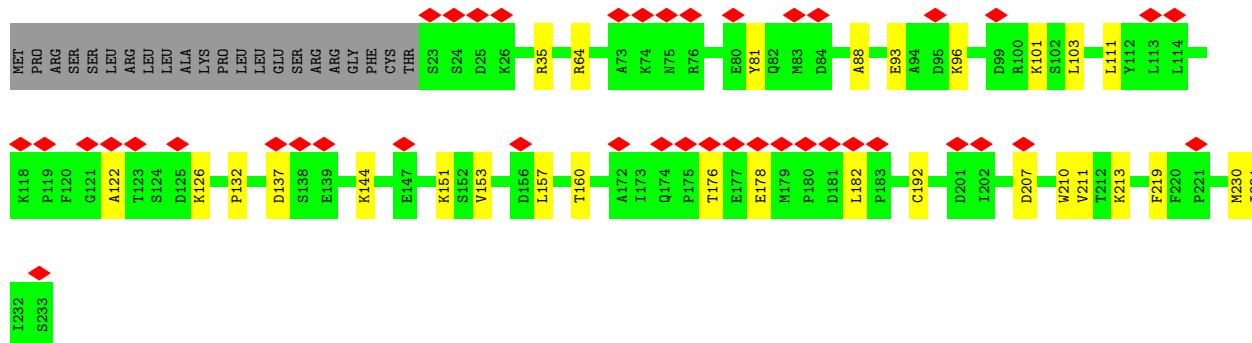 MET PRO ARG SER SER LEU ARG LEU LEU ALA LYS PRO LEU LEU GLU SER ARG ARG GLY PHE CYS THR S23 S24 D25 K26 R35 R64 A73 K74 N75 R76 E80 Y81 Q82 M83 D84 A88 E93 A94 D95 K96 D99 R100 K101 S102 L103 L111 Y112 L113 L114
K118 P119 F120 G121 A122 T123 S124 D125 K126 P132 D137 S138 E139 K144 E147 K151 S152 V153 D156 L157 T160 A172 I173 Q174 P175 T176 E177 E178 M179 P180 D181 L182 P183 C192 D201 I202 D207 W210 V211 T212 K213 F219 F220 P221 M230
I232 S233